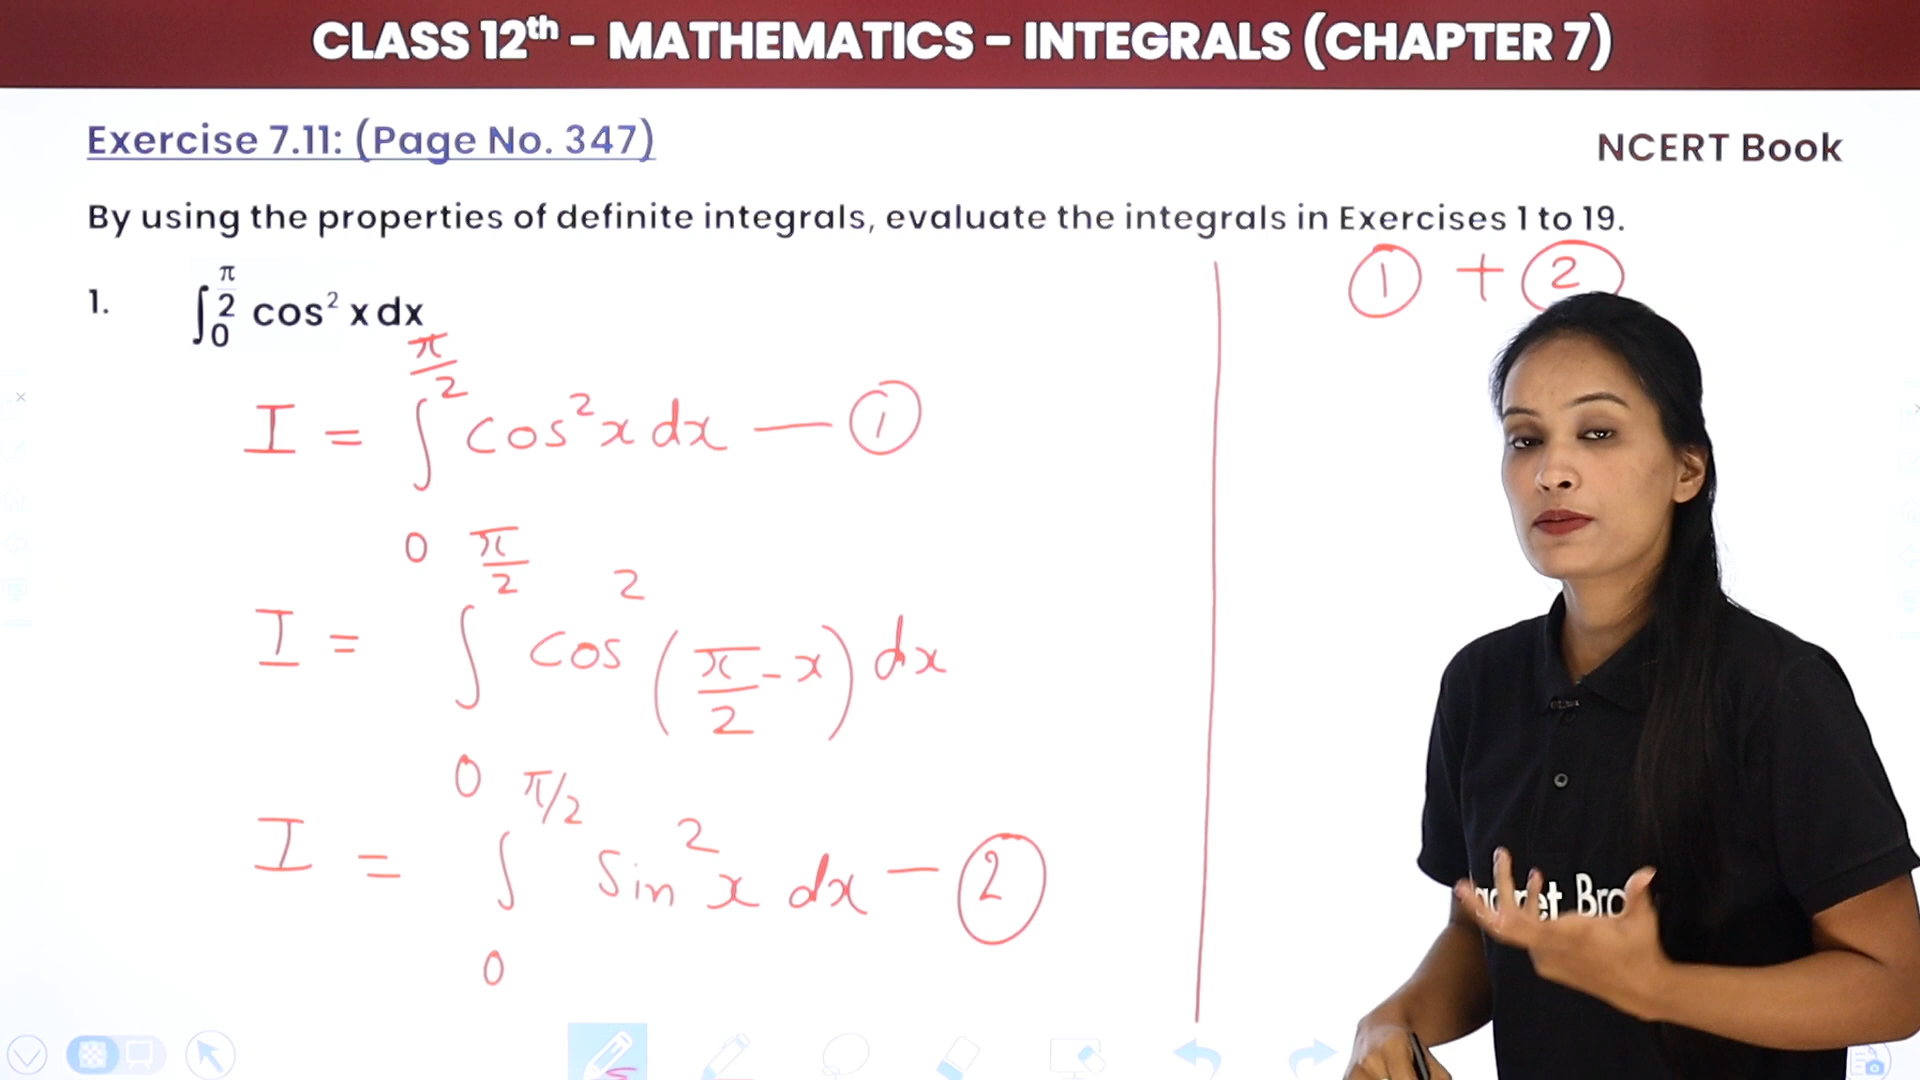 CLASS 12th - MATHEMATICS - INTEGRALS (CHAPTER 7)
Exercise 7.11: (Page No. 347)
NCERT Book
By using the properties of definite integrals, evaluate the integrals in Exercises 1 to 19.
① + ②
1. ∫₀^(π/2) cos² x dx
I = ∫₀^(π/2) cos² x dx — ①
I = ∫₀^(π/2) cos² (π/2 - x) dx
I = ∫₀^(π/2) sin² x dx — ②